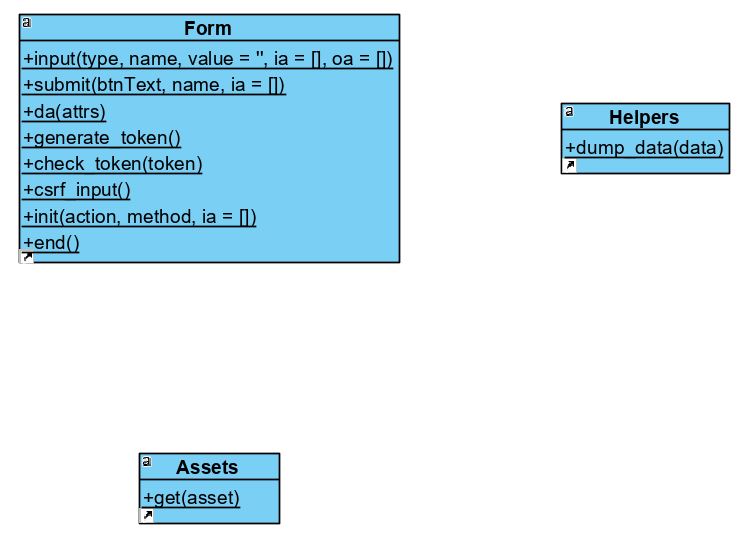 a
Form
+input(type, name, value = '', ia = [], oa = [])
+submit(btnText, name, ia = [])
+da(attrs)
+generate_token()
+check_token(token)
+csrf_input()
+init(action, method, ia = [])
+end()
a
Helpers
+dump_data(data)
a
Assets
+get(asset)